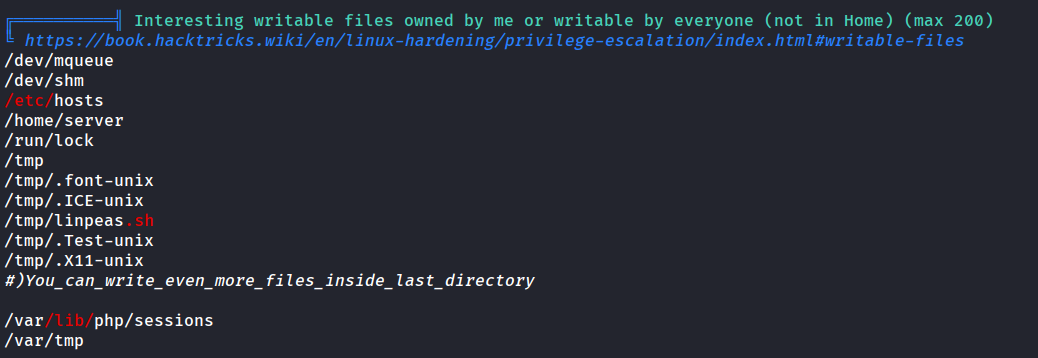 ╔══════════╣ Interesting writable files owned by me or writable by everyone (not in Home) (max 200)
╚ https://book.hacktricks.wiki/en/linux-hardening/privilege-escalation/index.html#writable-files
/dev/mqueue
/dev/shm
/etc/hosts
/home/server
/run/lock
/tmp
/tmp/.font-unix
/tmp/.ICE-unix
/tmp/linpeas.sh
/tmp/.Test-unix
/tmp/.X11-unix
#)You_can_write_even_more_files_inside_last_directory
/var/lib/php/sessions
/var/tmp